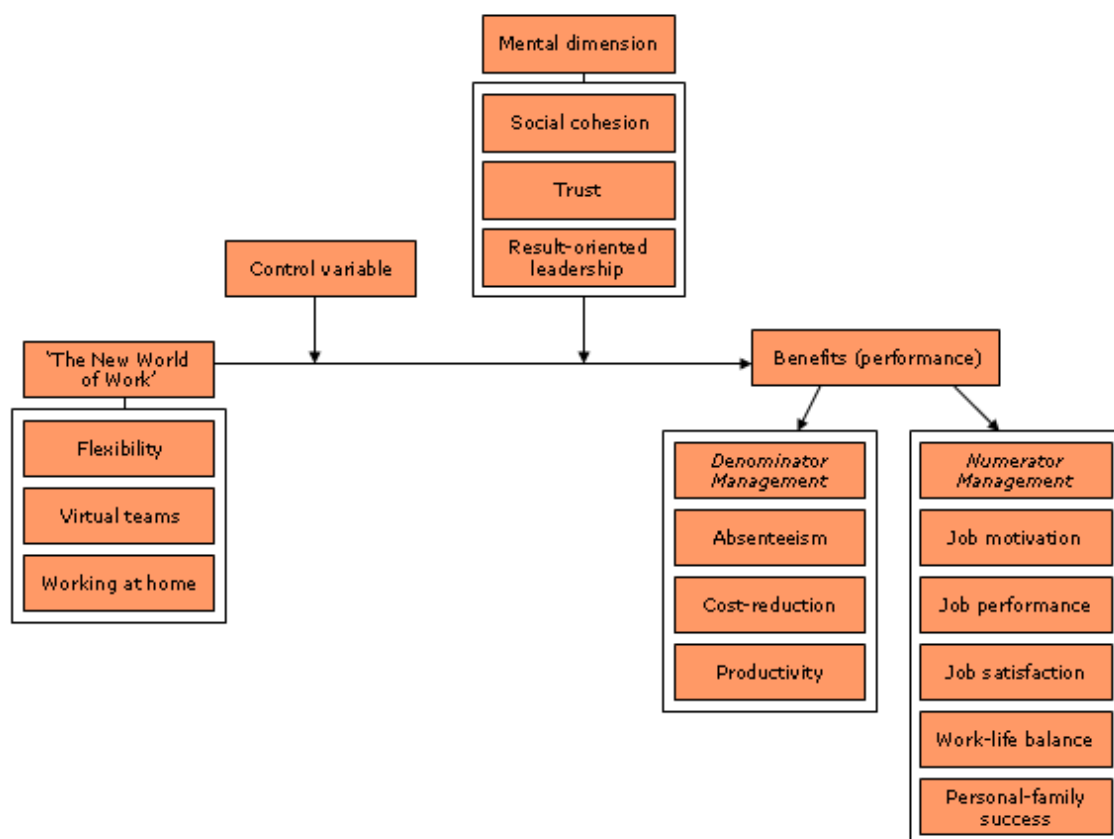 Mental dimension
Social cohesion
Trust
Result-oriented
leadership
Control variable
‘The New World
of Work’
Flexibility
Virtual teams
Working at home
Benefits (performance)
Denominator
Management
Absenteeism
Cost-reduction
Productivity
Numerator
Management
Job motivation
Job performance
Job satisfaction
Work-life balance
Personal-family
success